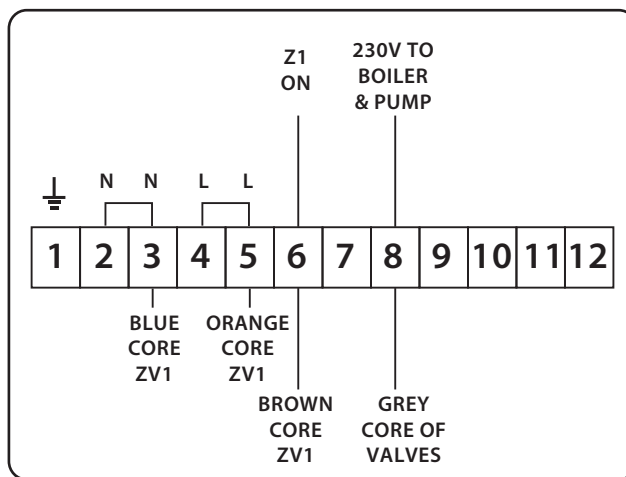 Z1
ON
230V TO
BOILER
& PUMP
N N L L
1 2 3 4 5 6 7 8 9 10 11 12
BLUE
CORE
ZV1
ORANGE
CORE
ZV1
BROWN
CORE
ZV1
GREY
CORE OF
VALVES